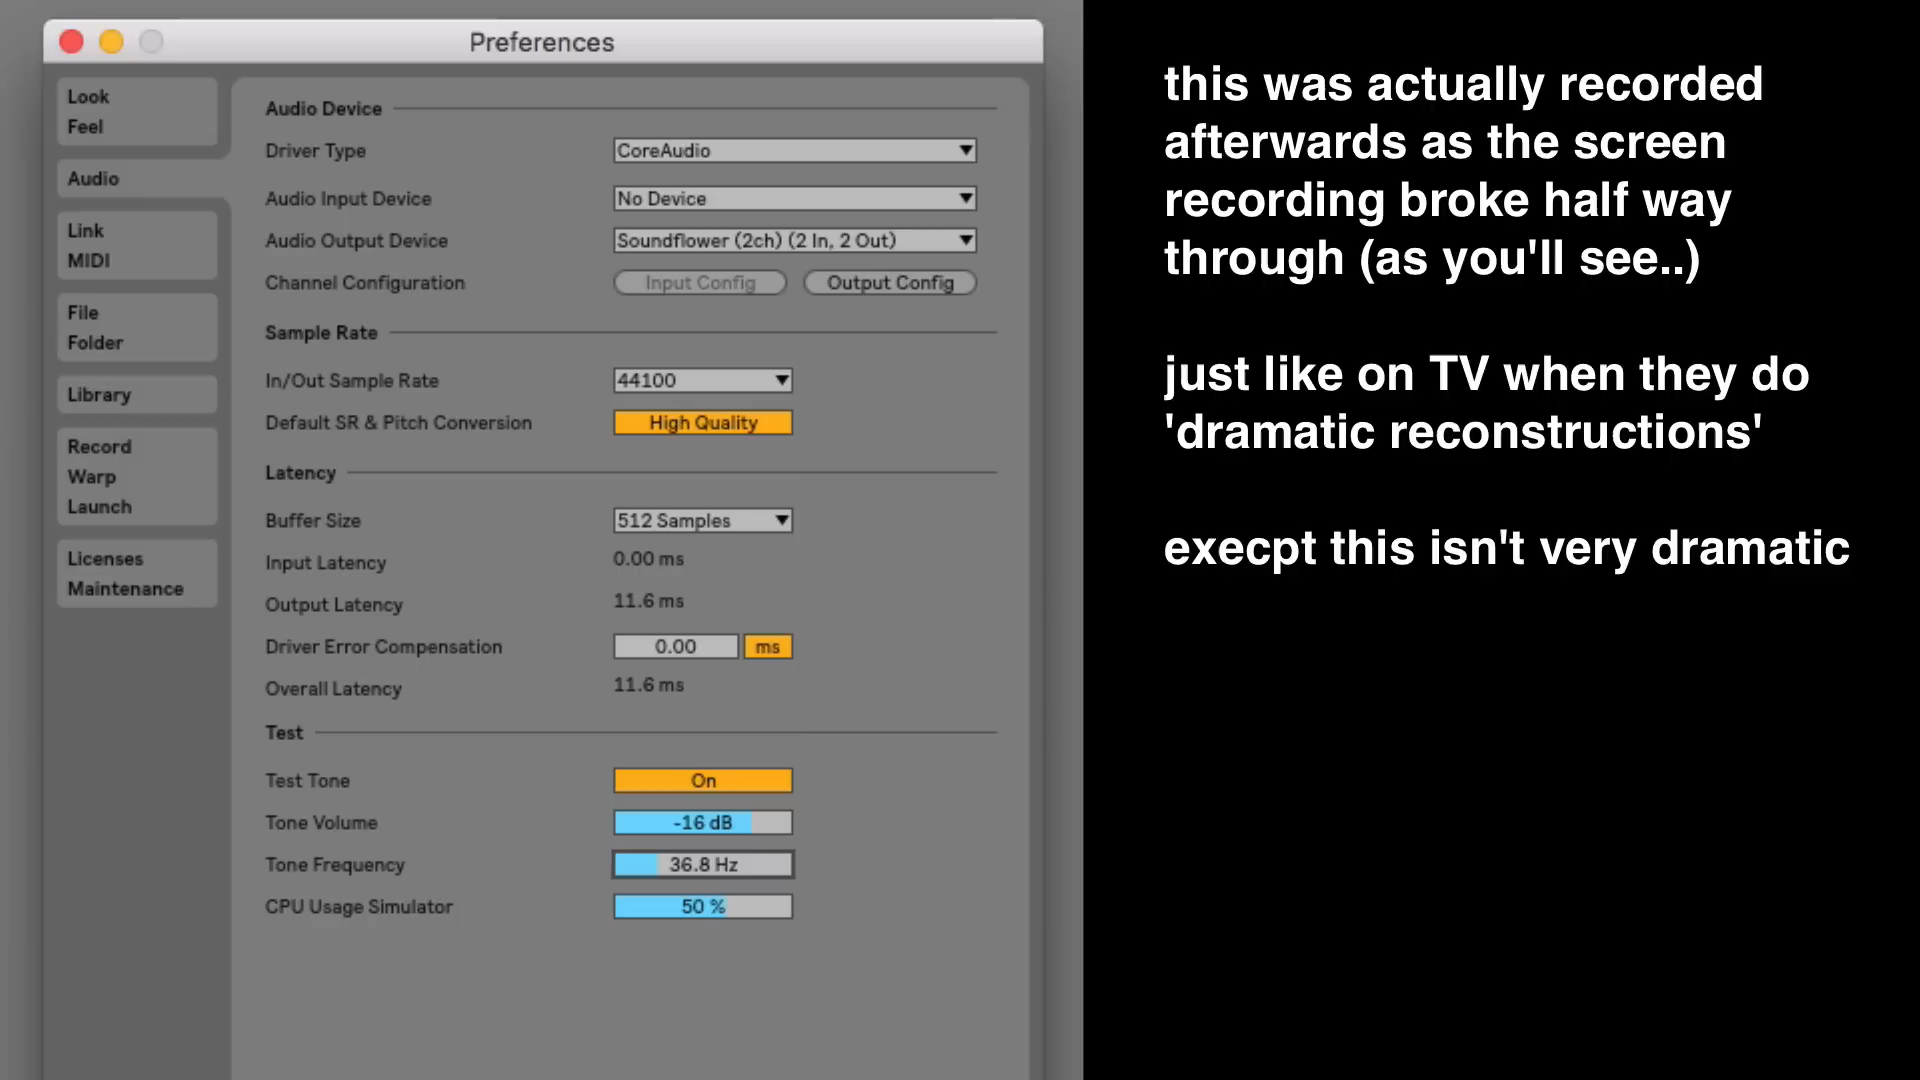 Preferences
Look
Feel
Audio
Link
MIDI
File
Folder
Library
Record
Warp
Launch
Licenses
Maintenance
Audio Device
Driver Type CoreAudio
Audio Input Device No Device
Audio Output Device Soundflower (2ch) (2 In, 2 Out)
Channel Configuration Input Config Output Config
Sample Rate
In/Out Sample Rate 44100
Default SR & Pitch Conversion High Quality
Latency
Buffer Size 512 Samples
Input Latency 0.00 ms
Output Latency 11.6 ms
Driver Error Compensation 0.00 ms
Overall Latency 11.6 ms
Test
Test Tone On
Tone Volume -16 dB
Tone Frequency 36.8 Hz
CPU Usage Simulator 50 %
this was actually recorded
afterwards as the screen
recording broke half way
through (as you'll see..)
just like on TV when they do
'dramatic reconstructions'
execpt this isn't very dramatic